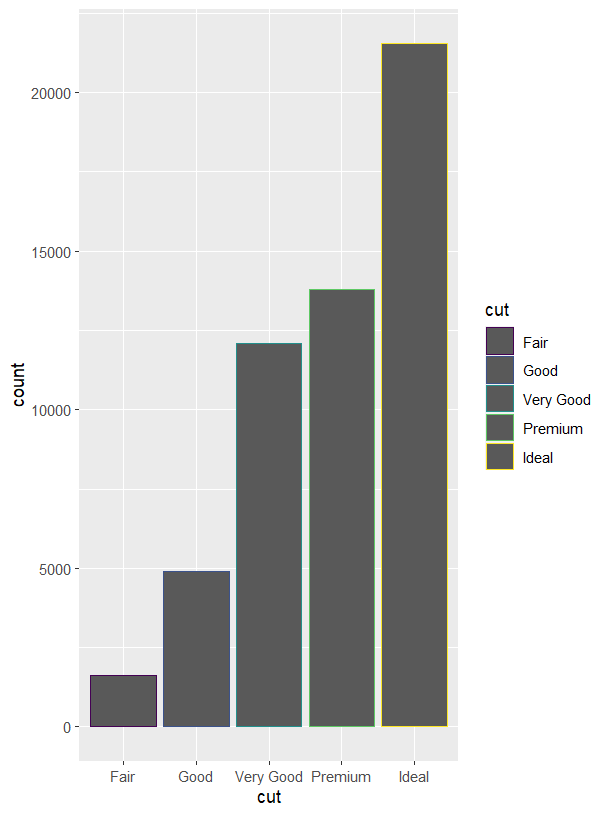 20000
15000
10000
5000
0
count
Fair Good Very Good Premium Ideal
cut
cut
Fair
Good
Very Good
Premium
Ideal